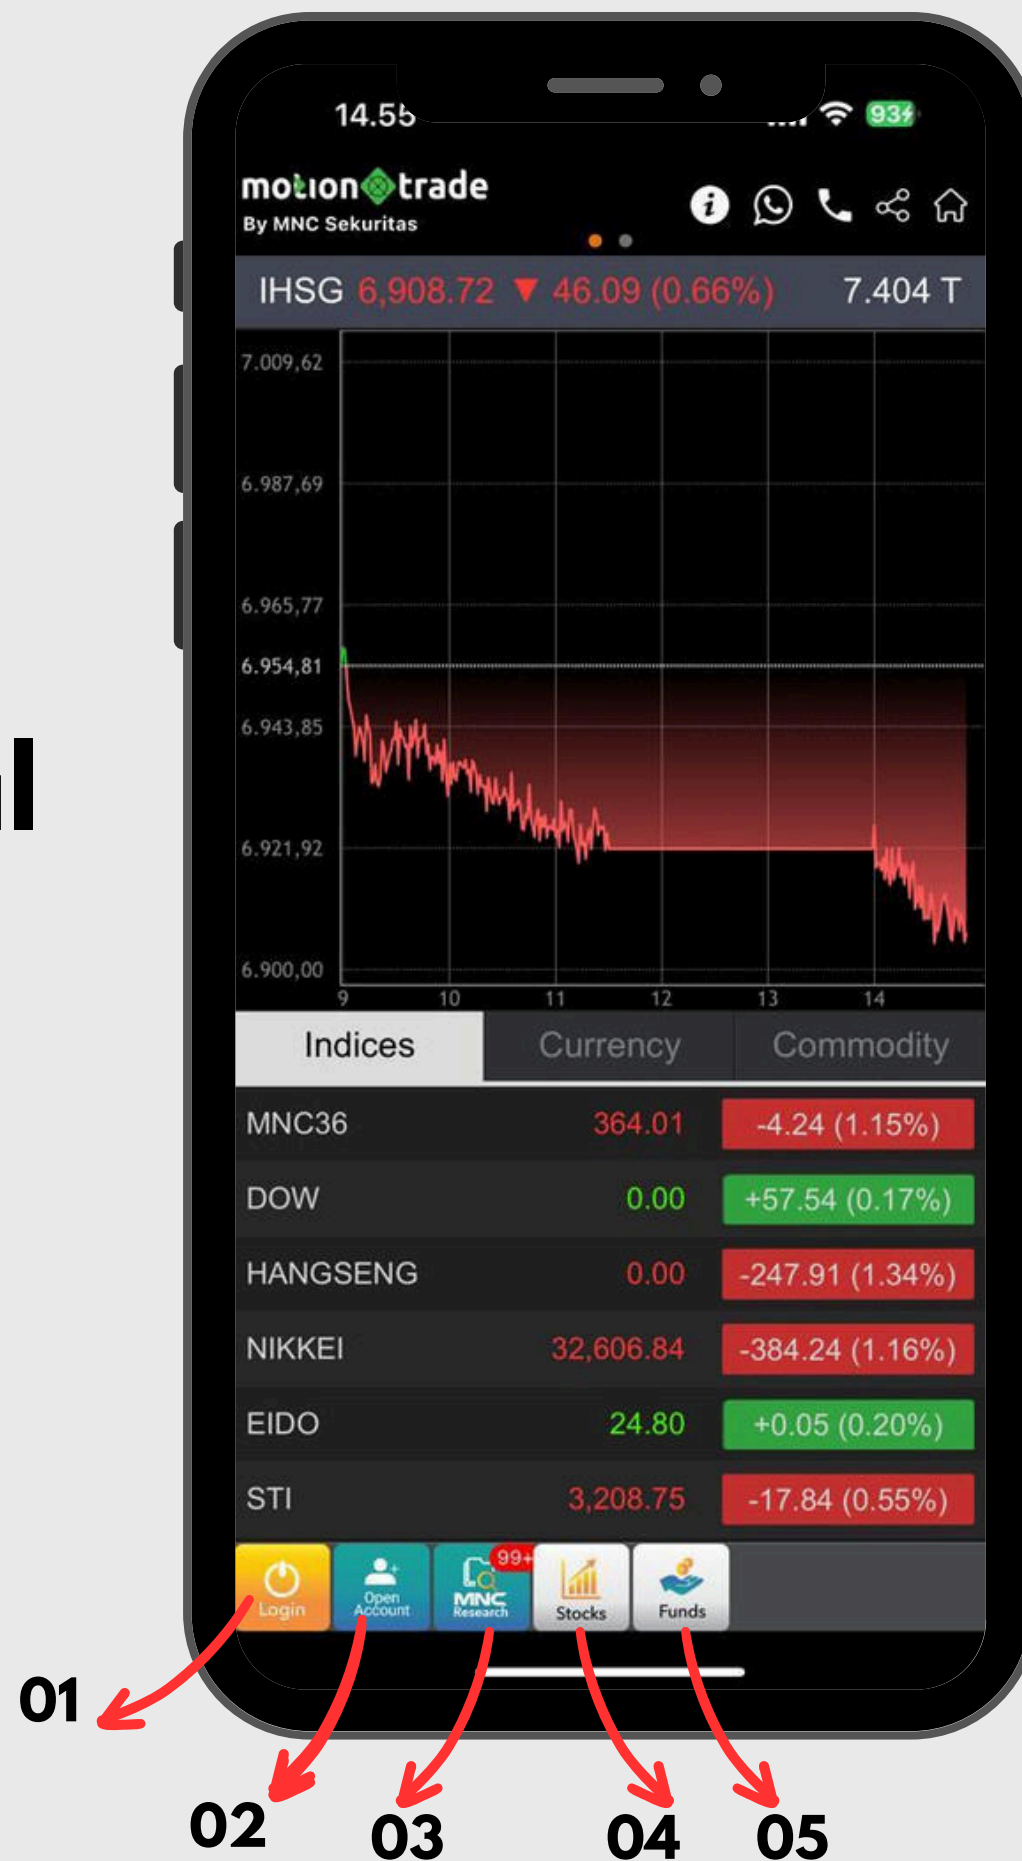 14.55
93
motion trade
By MNC Sekuritas
IHSG 6,908.72 ▼ 46.09 (0.66%) 7.404 T
7.009,62
6.987,69
6.965,77
6.954,81
6.943,85
6.921,92
6.900,00
9 10 11 12 13 14
Indices Currency Commodity
MNC36 364.01 -4.24 (1.15%)
DOW 0.00 +57.54 (0.17%)
HANGSENG 0.00 -247.91 (1.34%)
NIKKEI 32,606.84 -384.24 (1.16%)
EIDO 24.80 +0.05 (0.20%)
STI 3,208.75 -17.84 (0.55%)
Login
Open
Account
99+
MNC
Research
Stocks
Funds
01
02 03 04 05